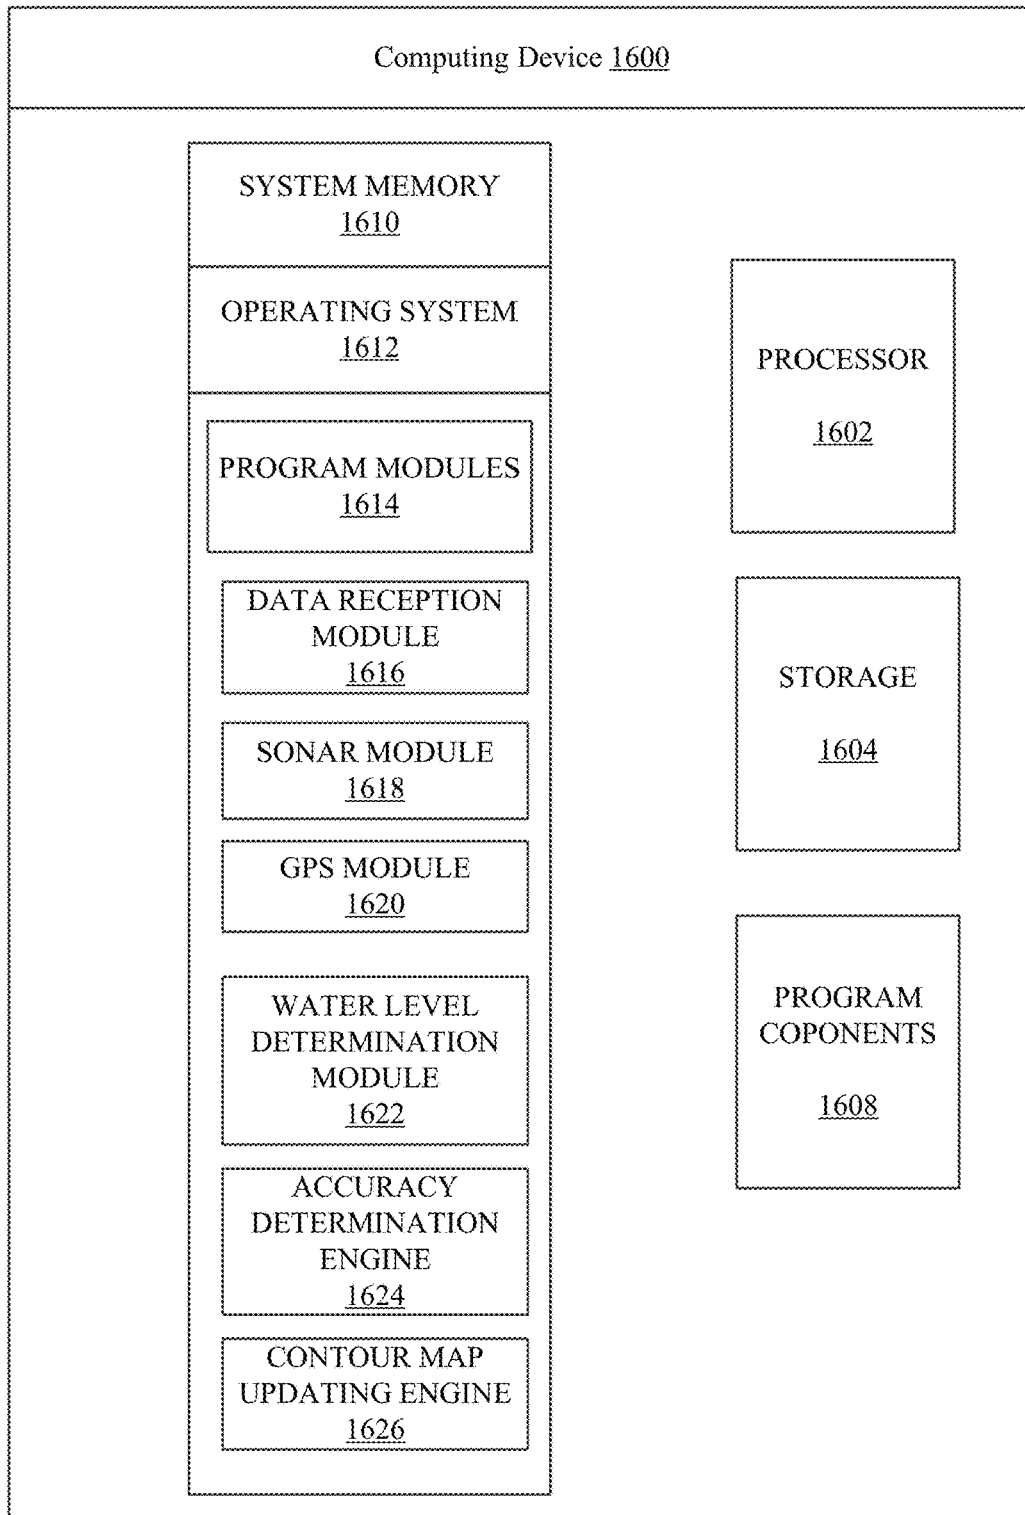 Computing Device 1600
SYSTEM MEMORY
1610
OPERATING SYSTEM
1612
PROGRAM MODULES
1614
DATA RECEPTION
MODULE
1616
SONAR MODULE
1618
GPS MODULE
1620
WATER LEVEL
DETERMINATION
MODULE
1622
ACCURACY
DETERMINATION
ENGINE
1624
CONTOUR MAP
UPDATING ENGINE
1626
PROCESSOR
1602
STORAGE
1604
PROGRAM
COPONENTS
1608